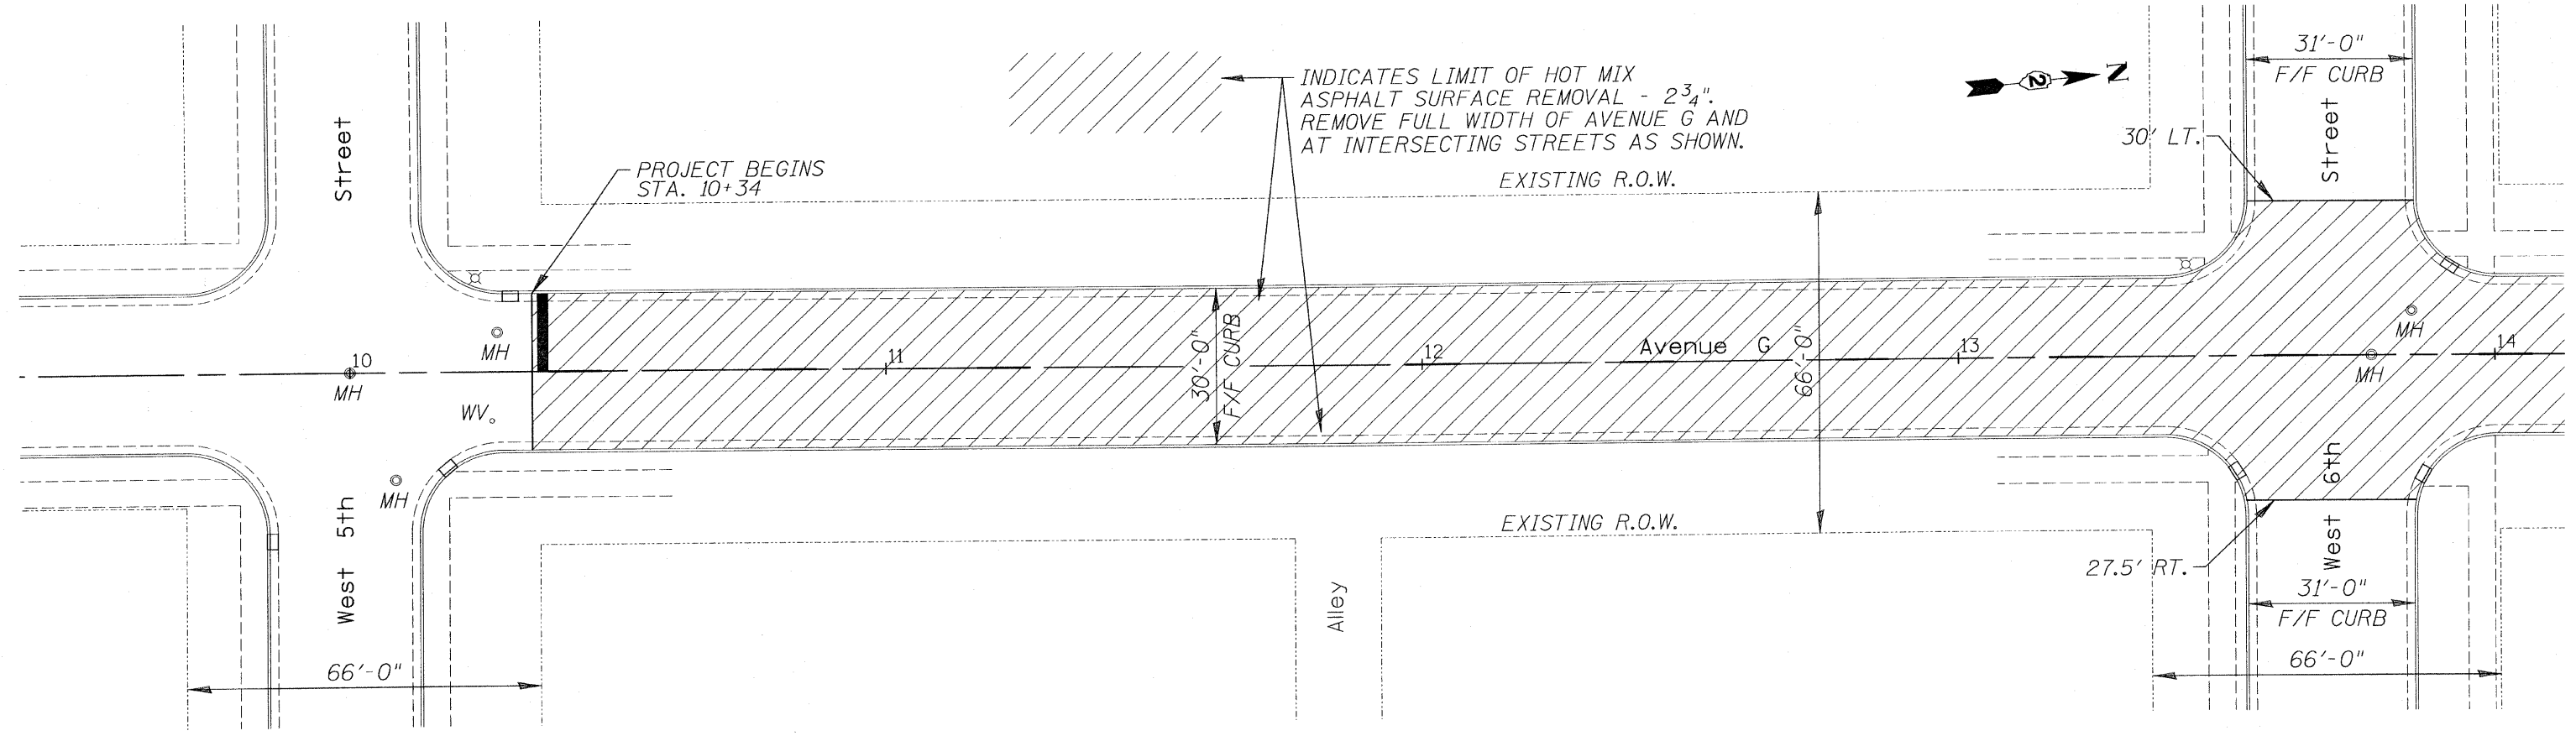 31'-0"
F/F CURB
INDICATES LIMIT OF HOT MIX
ASPHALT SURFACE REMOVAL - 2 3/4".
REMOVE FULL WIDTH OF AVENUE G AND
AT INTERSECTING STREETS AS SHOWN.
2
N
Street
Street
30' LT.
PROJECT BEGINS
STA. 10+34
EXISTING R.O.W.
MH
10
MH
11
30'-0"
F/F CURB
12
Avenue G
66'-0"
13
MH
MH
14
WV.
MH
West 5th
West 6th
EXISTING R.O.W.
27.5' RT.
Alley
31'-0"
F/F CURB
66'-0"
66'-0"